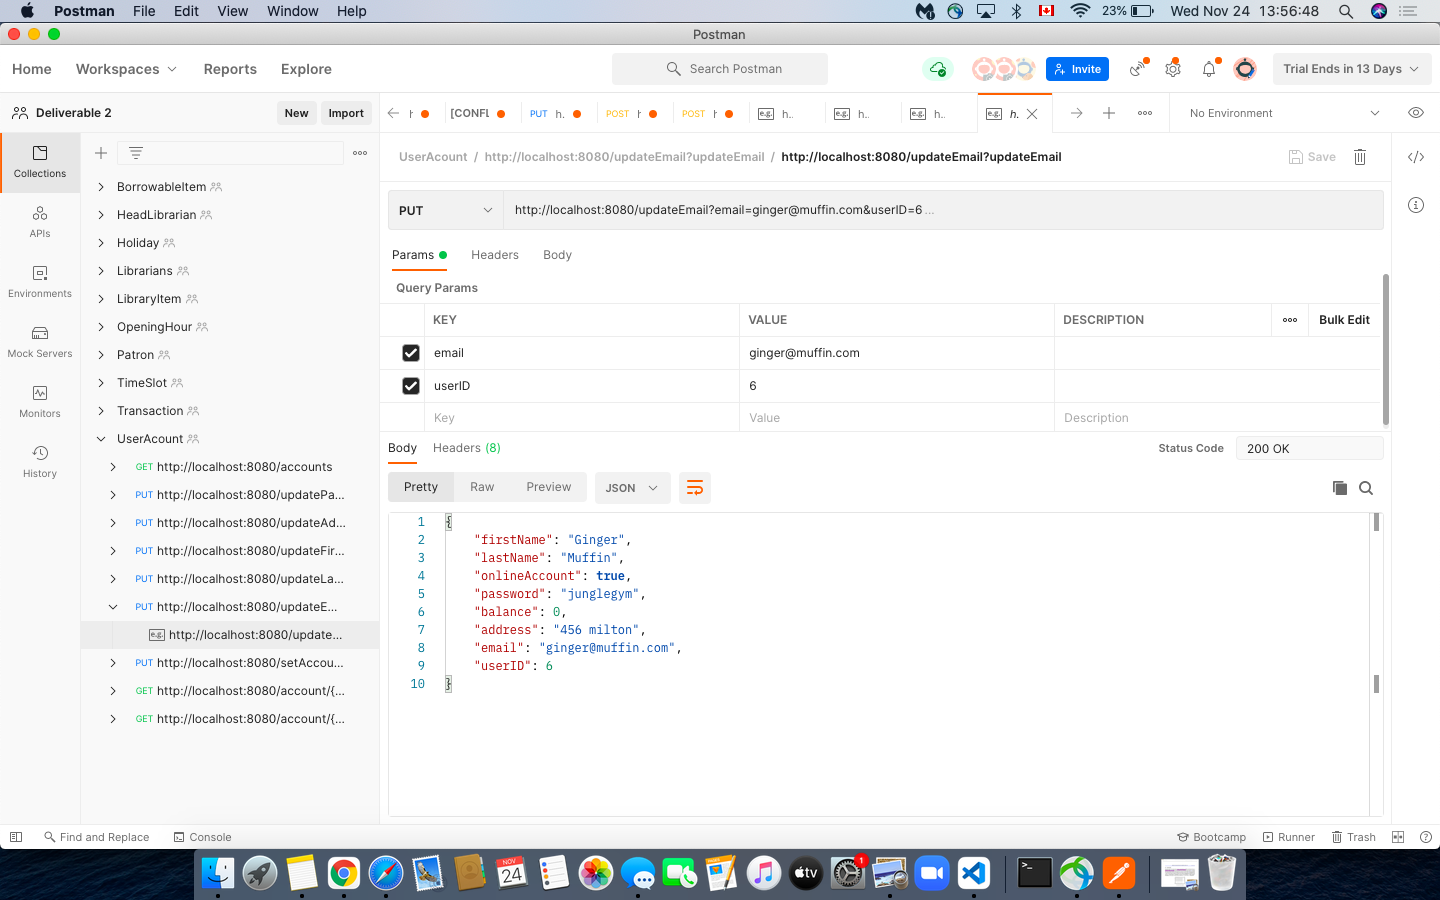 Postman File Edit View Window Help 23% Wed Nov 24 13:56:48
Postman
Home Workspaces Reports Explore Search Postman Invite Trial Ends in 13 Days
Deliverable 2 New Import h [CONFL PUT h. POST h POST h e.g. h.. e.g. h.. e.g. h.. e.g. h. No Environment
Collections
APIs
Environments
Mock Servers
Monitors
History
BorrowableItem
HeadLibrarian
Holiday
Librarians
LibraryItem
OpeningHour
Patron
TimeSlot
Transaction
UserAcount
GET http://localhost:8080/accounts
PUT http://localhost:8080/updatePa...
PUT http://localhost:8080/updateAd...
PUT http://localhost:8080/updateFir...
PUT http://localhost:8080/updateLa...
PUT http://localhost:8080/updateE...
e.g. http://localhost:8080/update...
PUT http://localhost:8080/setAccou...
GET http://localhost:8080/account/{...
GET http://localhost:8080/account/{...
UserAcount / http://localhost:8080/updateEmail?updateEmail / http://localhost:8080/updateEmail?updateEmail
Save
PUT http://localhost:8080/updateEmail?email=ginger@muffin.com&userID=6 ...
Params Headers Body
Query Params
KEY VALUE DESCRIPTION Bulk Edit
email ginger@muffin.com
userID 6
Key Value Description
Body Headers (8) Status Code 200 OK
Pretty Raw Preview JSON
1 {
2 "firstName": "Ginger",
3 "lastName": "Muffin",
4 "onlineAccount": true,
5 "password": "junglegym",
6 "balance": 0,
7 "address": "456 milton",
8 "email": "ginger@muffin.com",
9 "userID": 6
10 }
Find and Replace Console Bootcamp Runner Trash
NOV
24
tv
1